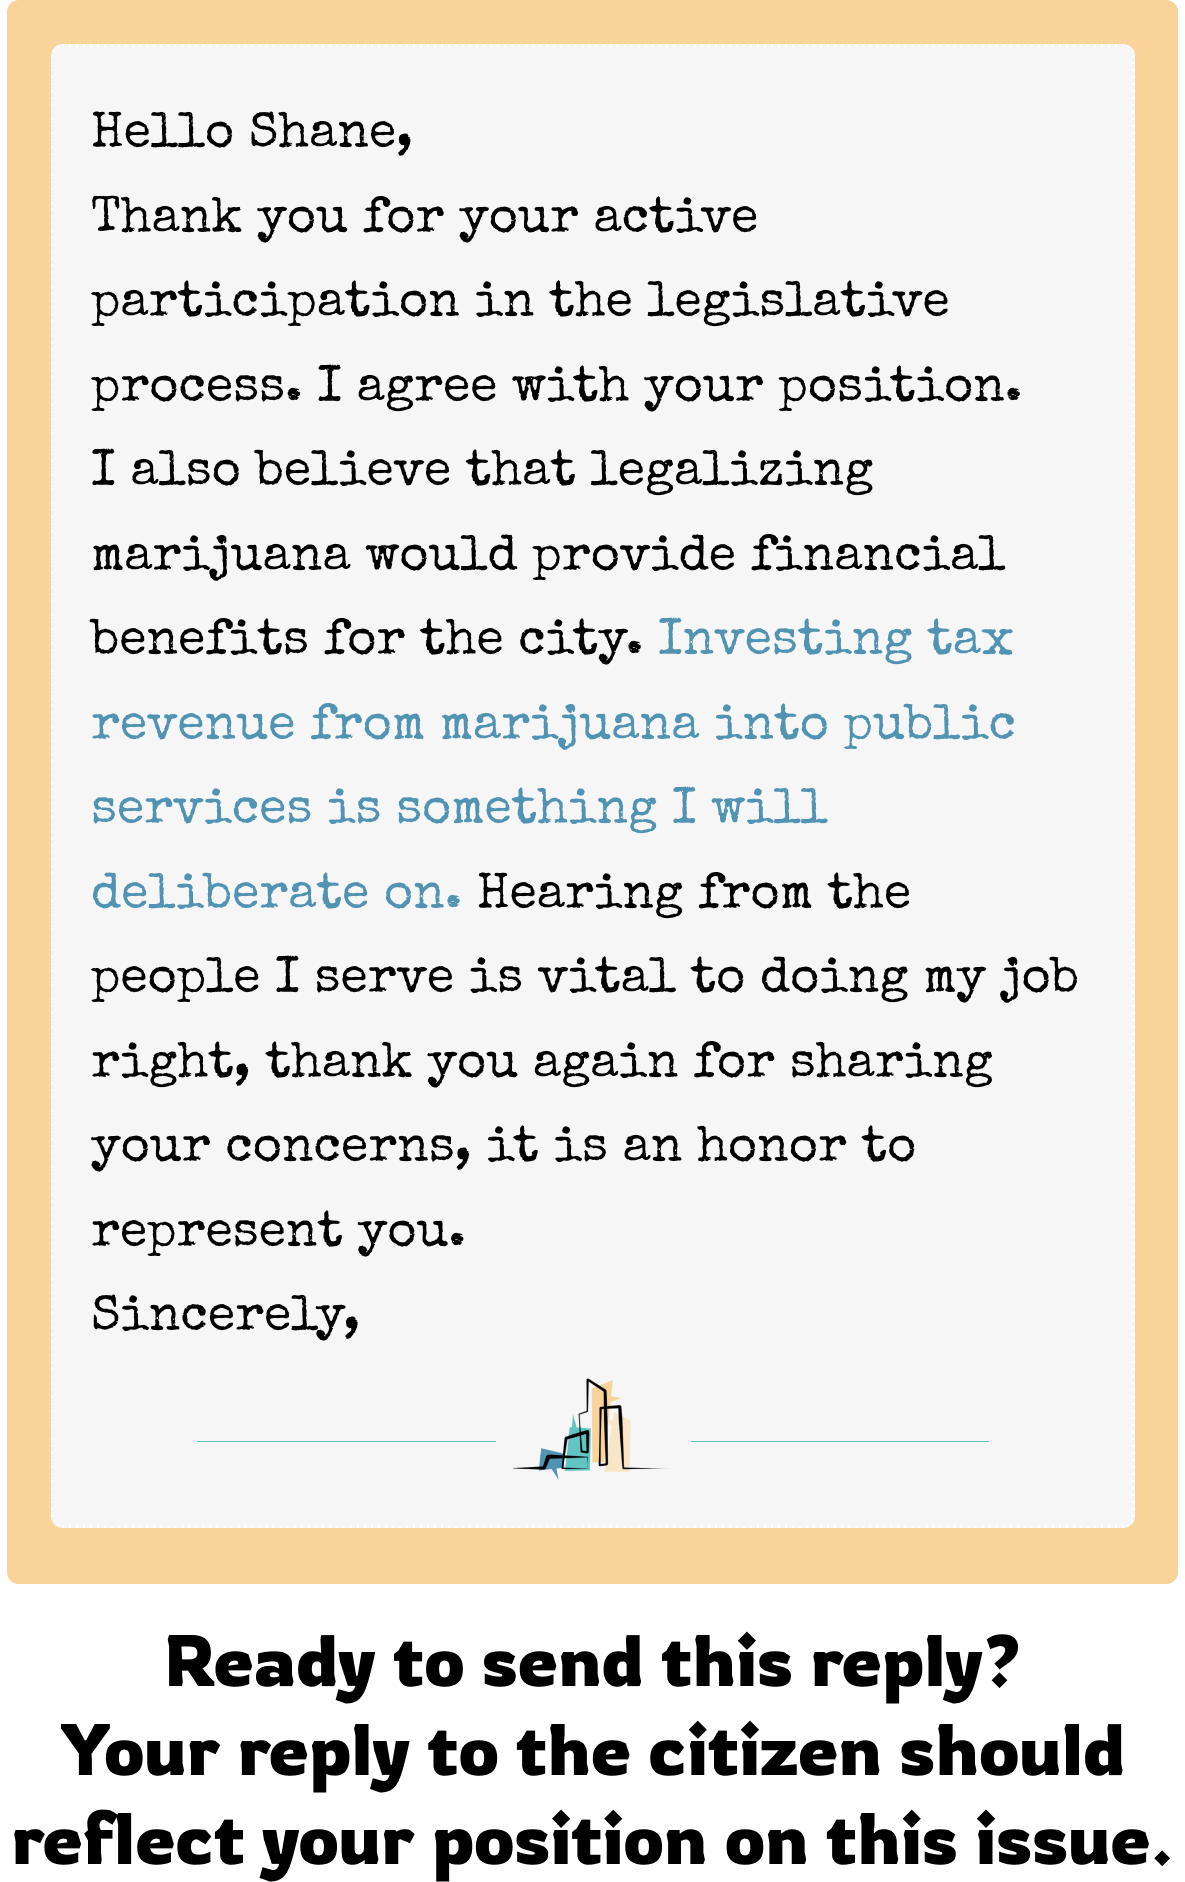 Hello Shane,
Thank you for your active
participation in the legislative
process. I agree with your position.
I also believe that legalizing
marijuana would provide financial
benefits for the city. Investing tax
revenue from marijuana into public
services is something I will
deliberate on. Hearing from the
people I serve is vital to doing my job
right, thank you again for sharing
your concerns, it is an honor to
represent you.
Sincerely,
Ready to send this reply?
Your reply to the citizen should
reflect your position on this issue.